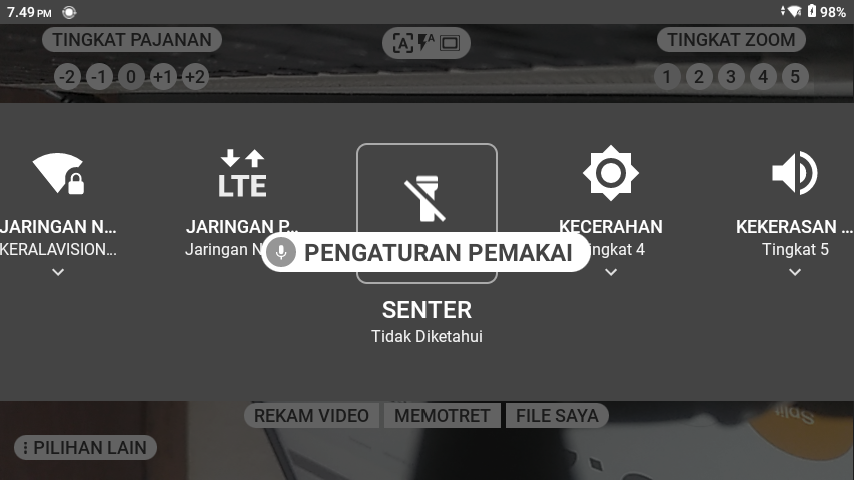 7.49 PM
98%
TINGKAT PAJANAN
A
A
TINGKAT ZOOM
-2 -1 0 +1 +2
1 2 3 4 5
LTE
JARINGAN N...
JARINGAN P...
KECERAHAN
KEKERASAN ...
KERALAVISION...
Jaringan N
ingkat 4
Tingkat 5
PENGATURAN PEMAKAI
SENTER
Tidak Diketahui
REKAM VIDEO
MEMOTRET
FILE SAYA
PILIHAN LAIN